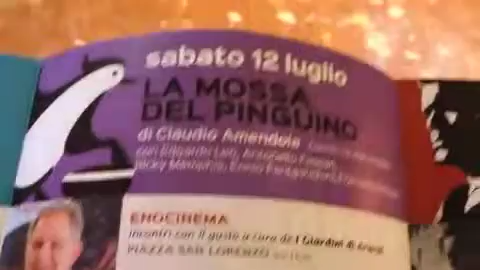 sabato 12 luglio
LA MOSSA
DEL PINGUINO
di Claudio Amendola
con Edoardo Leo, Antonello Fassari,
Ricky Memphis, Ennio Fantastichini
ENOCINEMA
incontri con il gusto a cura de I Giardini di Ararat
PIAZZA SAN LORENZO